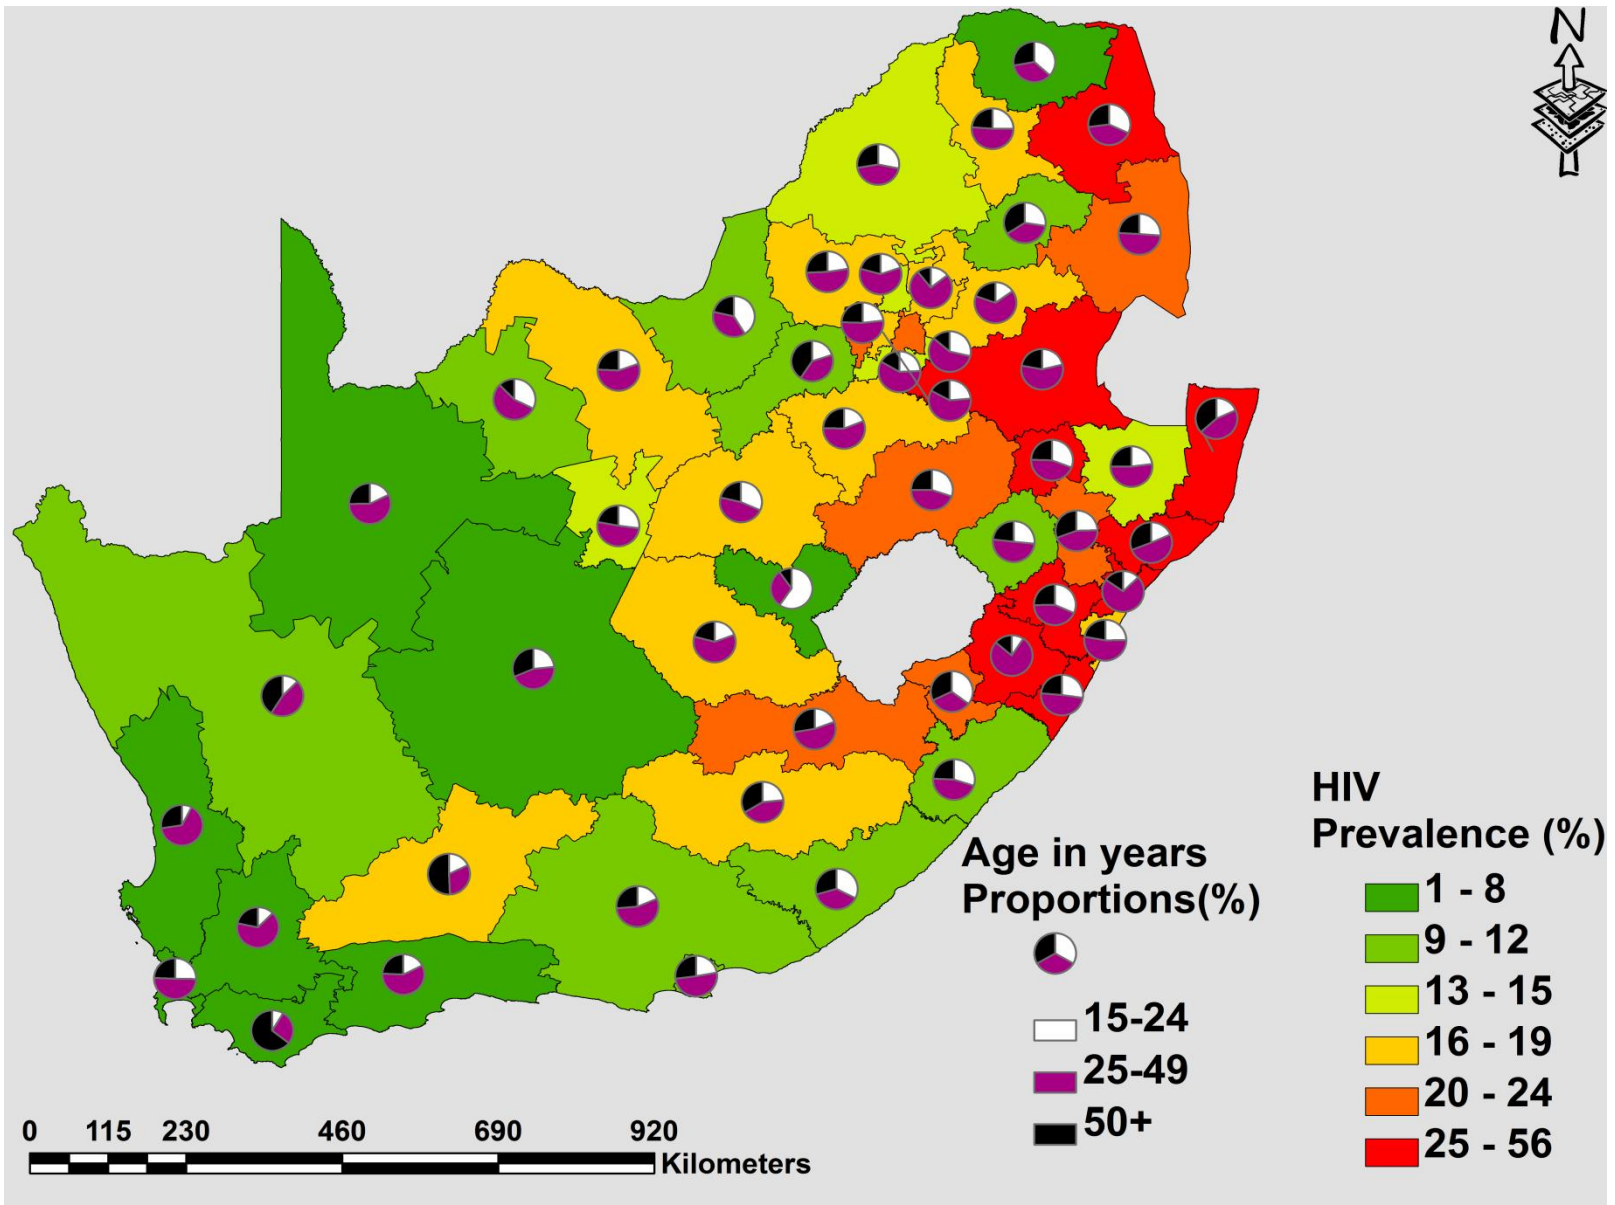 N
Age in years
Proportions(%)
15-24
25-49
50+
HIV
Prevalence (%)
1 - 8
9 - 12
13 - 15
16 - 19
20 - 24
25 - 56
0 115 230 460 690 920
Kilometers